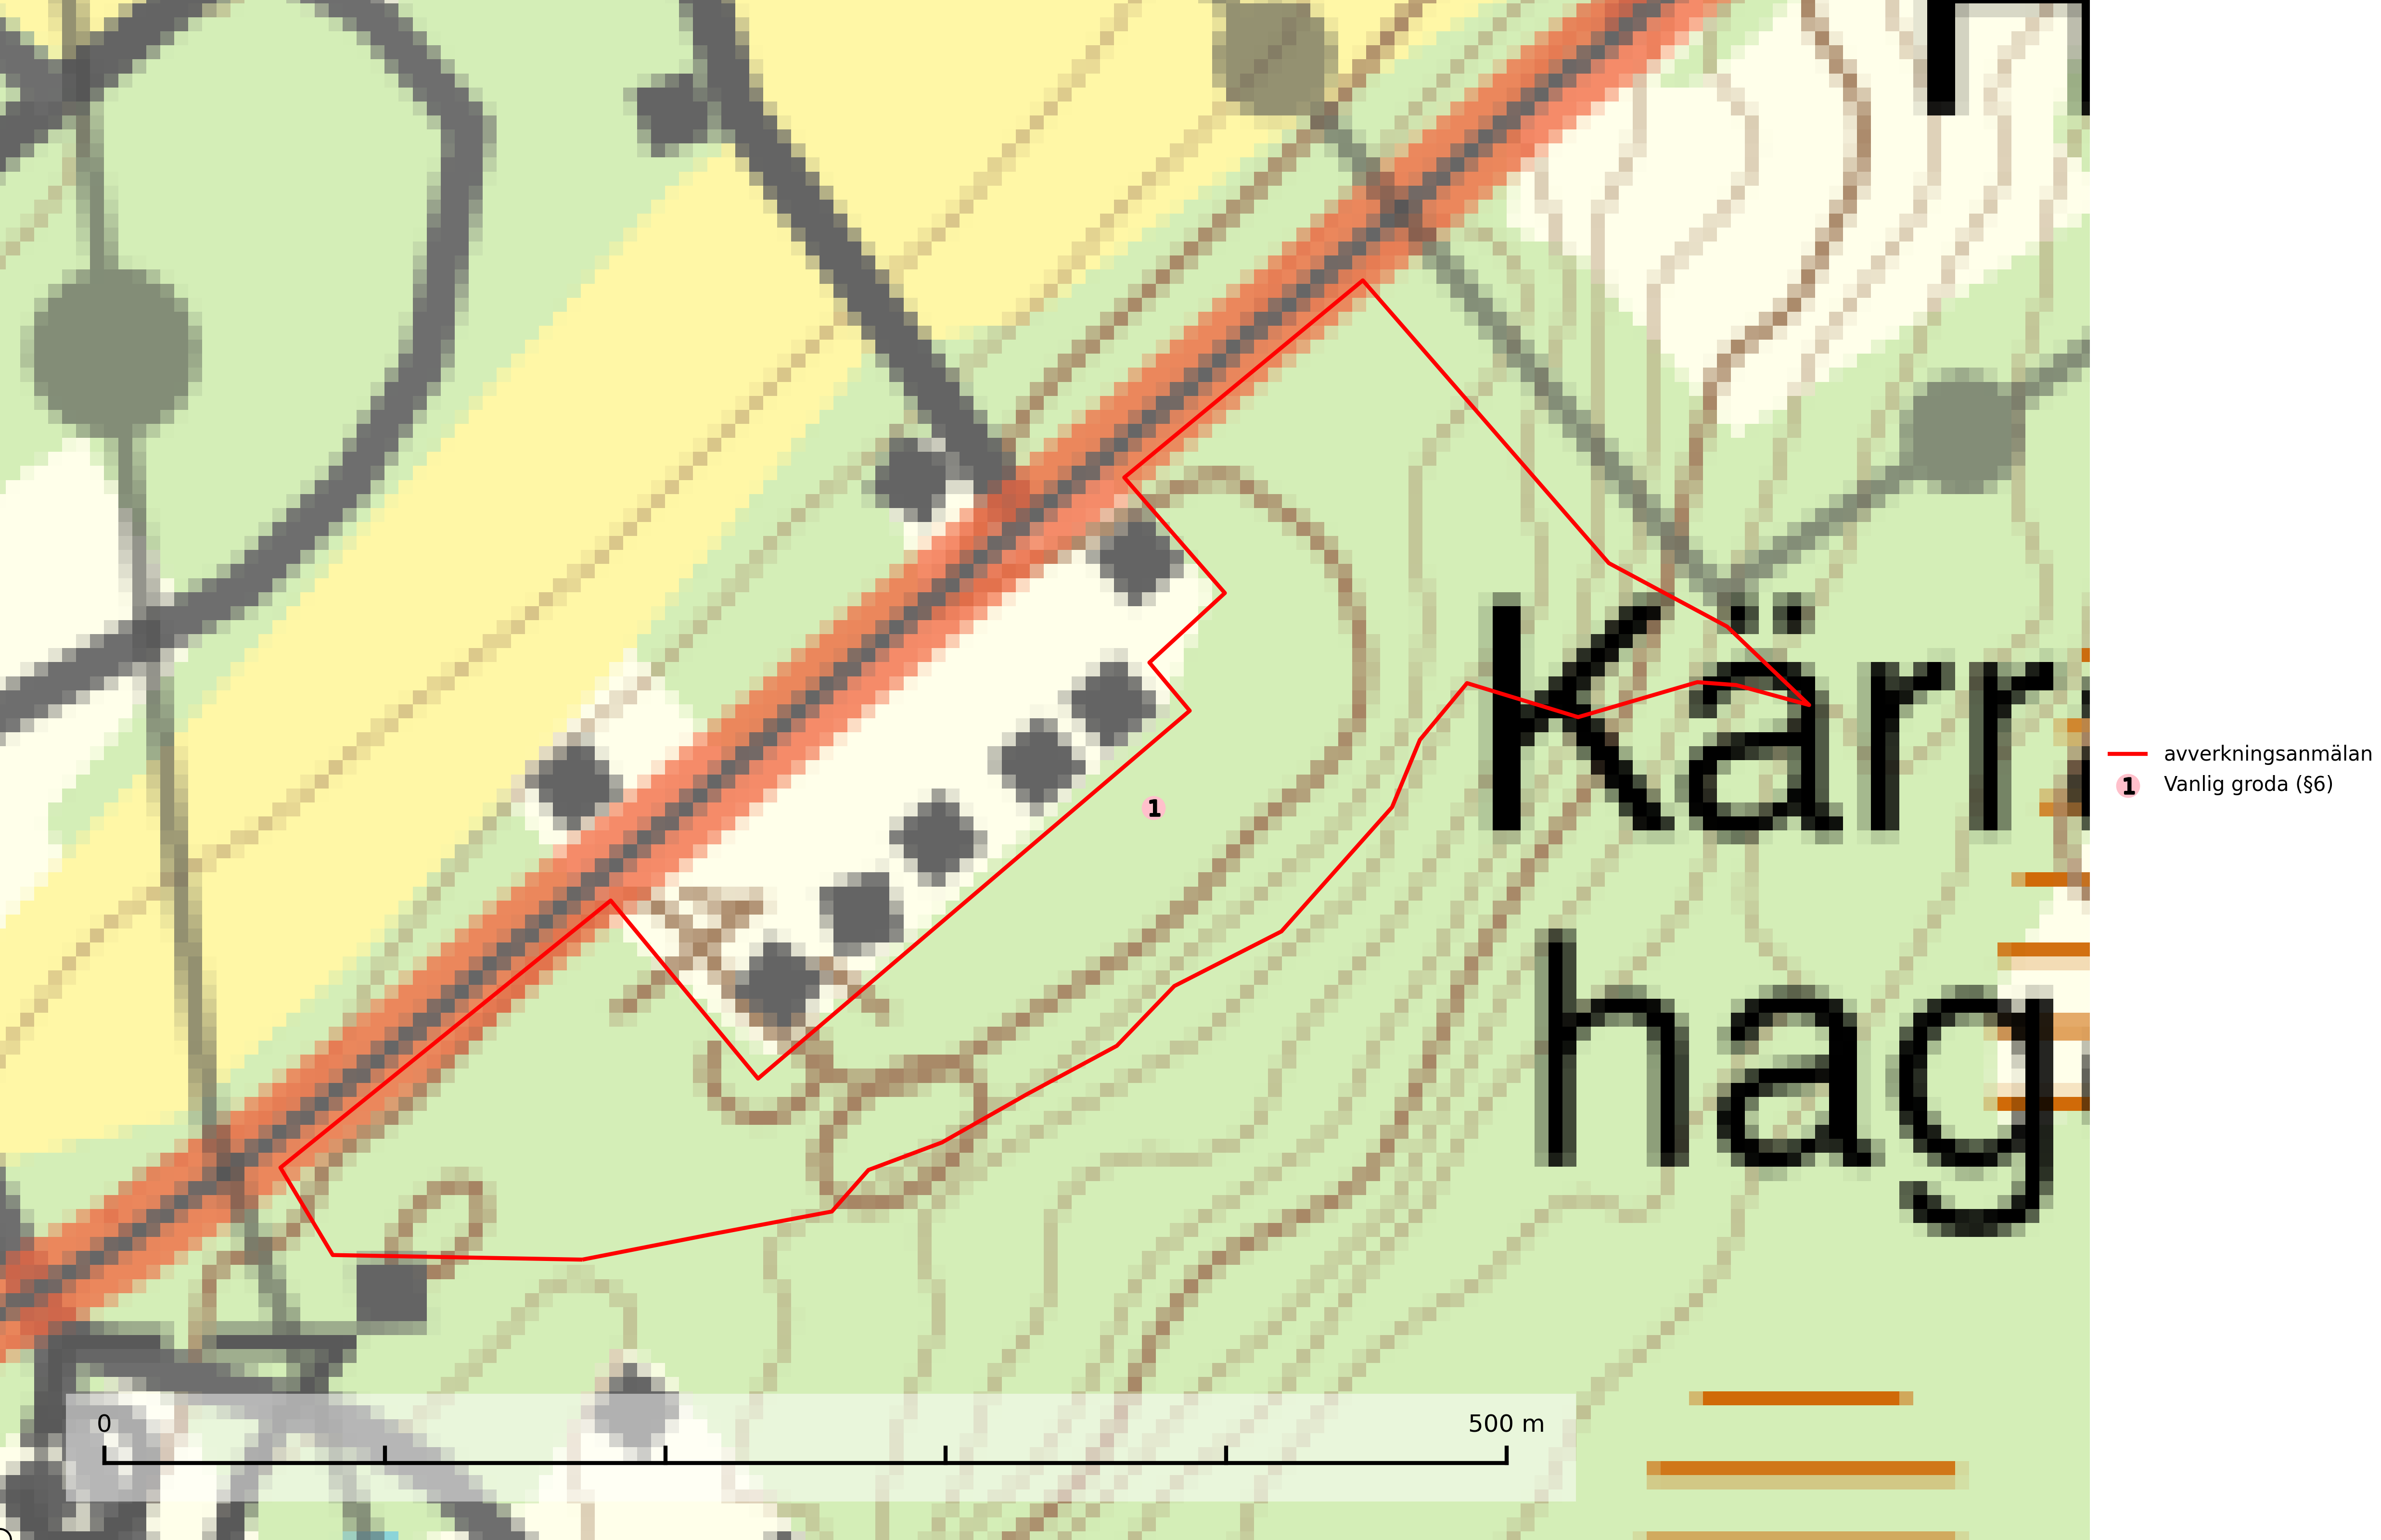 Kärr
hag
avverkningsanmälan
1 Vanlig groda (§6)
1
0 500 m